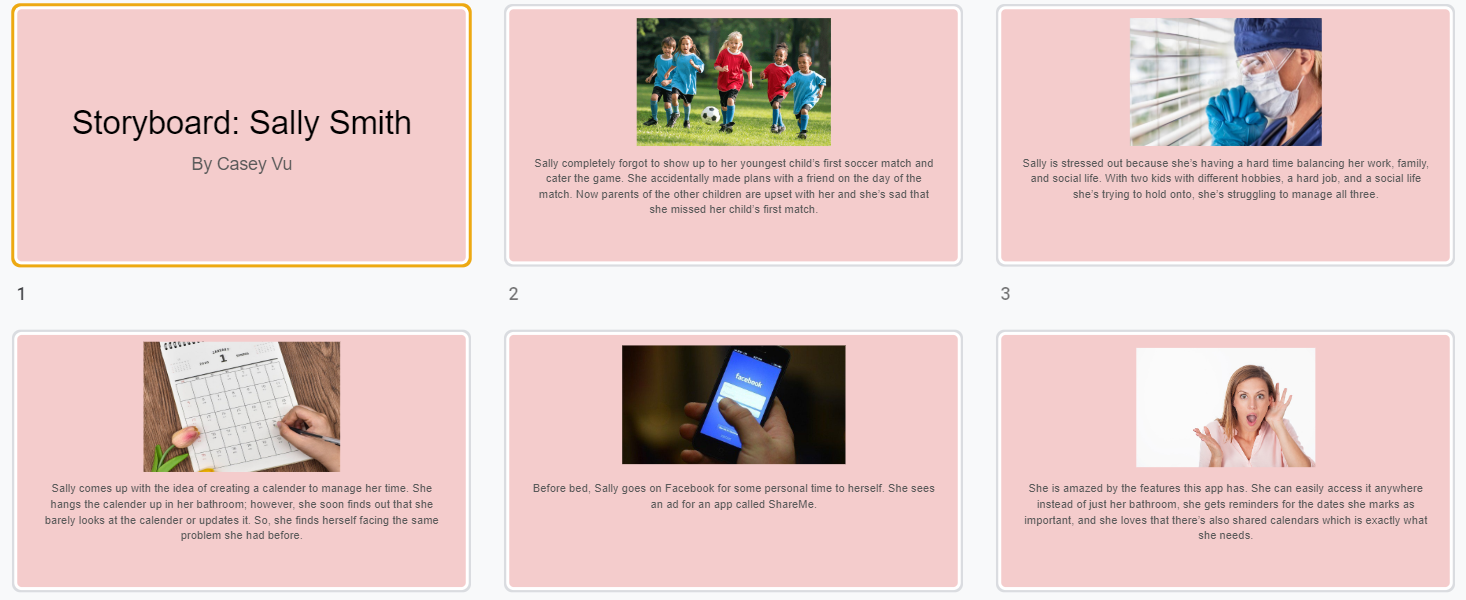 Storyboard: Sally Smith
By Casey Vu
1
Sally completely forgot to show up to her youngest child's first soccer match and
cater the game. She accidentally made plans with a friend on the day of the
match. Now parents of the other children are upset with her and she's sad that
she missed her child's first match.
2
Sally is stressed out because she's having a hard time balancing her work, family,
and social life. With two kids with different hobbies, a hard job, and a social life
she's trying to hold onto, she's struggling to manage all three.
3
1
Sally comes up with the idea of creating a calender to manage her time. She
hangs the calender up in her bathroom; however, she soon finds out that she
barely looks at the calender or updates it. So, she finds herself facing the same
problem she had before.
facebook
Before bed, Sally goes on Facebook for some personal time to herself. She sees
an ad for an app called ShareMe.
She is amazed by the features this app has. She can easily access it anywhere
instead of just her bathroom, she gets reminders for the dates she marks as
important, and she loves that there's also shared calendars which is exactly what
she needs.